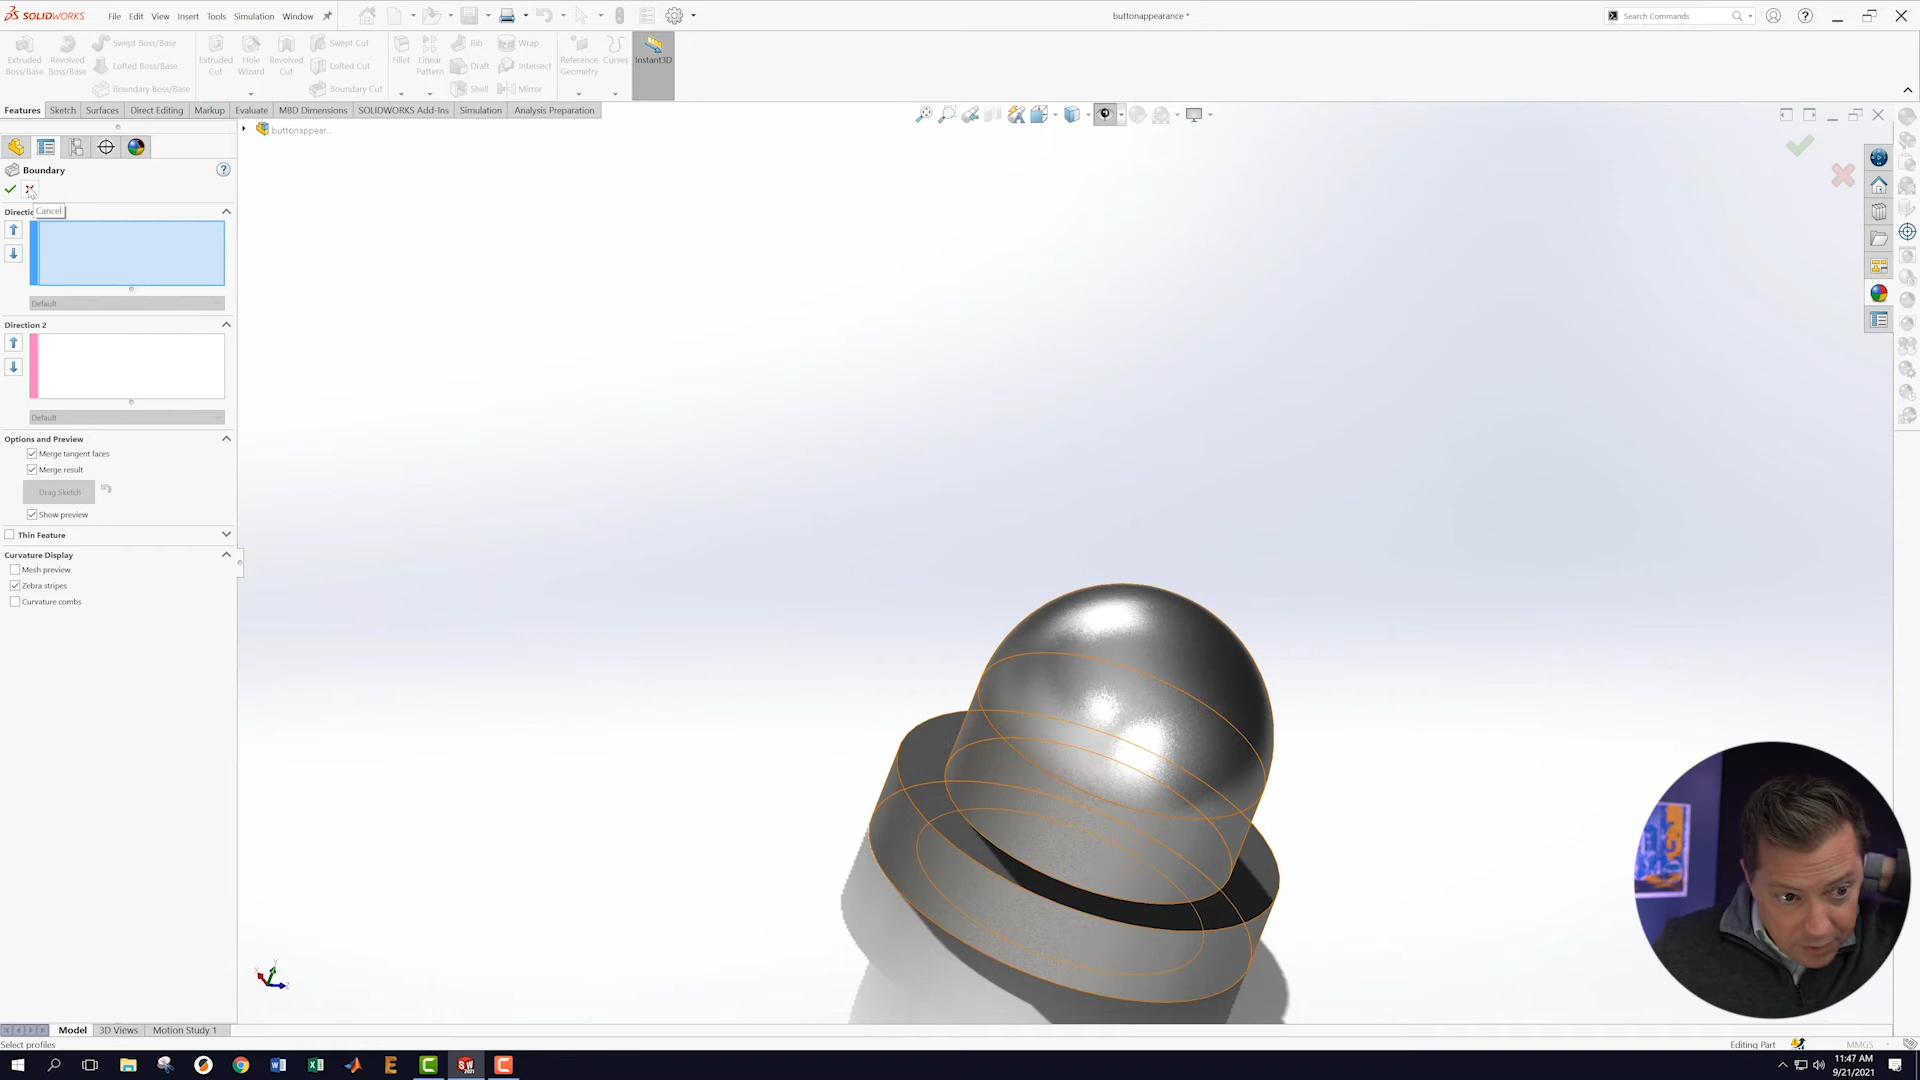 SOLIDWORKS File Edit View Insert Tools Simulation Window
buttonappearance *
Search Commands
Extruded Boss/Base
Revolved Boss/Base
Swept Boss/Base
Lofted Boss/Base
Boundary Boss/Base
Extruded Cut
Hole Wizard
Revolved Cut
Swept Cut
Lofted Cut
Boundary Cut
Fillet
Linear Pattern
Rib
Draft
Shell
Wrap
Intersect
Mirror
Reference Geometry
Curves
Instant3D
Features Sketch Surfaces Direct Editing Markup Evaluate MBD Dimensions SOLIDWORKS Add-Ins Simulation Analysis Preparation
buttonappear...
Boundary
Cancel
Default
Direction 2
Default
Options and Preview
Merge tangent faces
Merge result
Drag Sketch
Show preview
Thin Feature
Curvature Display
Mesh preview
Zebra stripes
Curvature combs
Model 3D Views Motion Study 1
Select profiles
Editing Part
MMGS
11:47 AM
9/21/2021